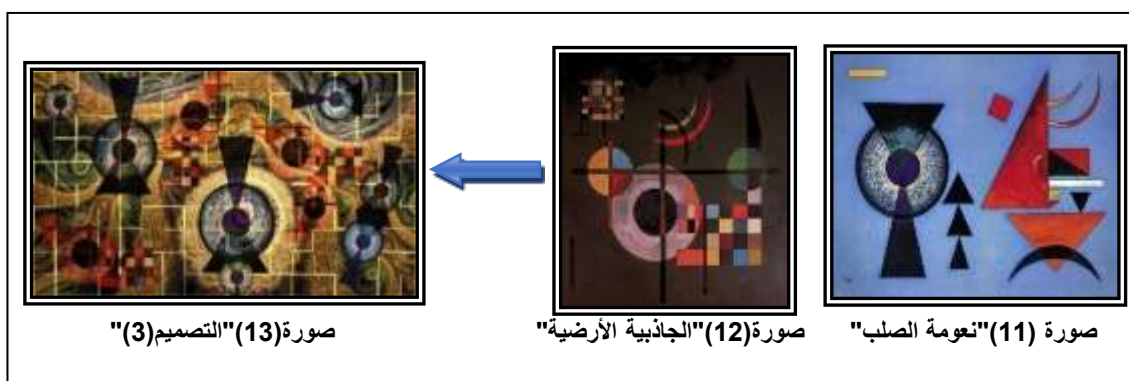 صورة (11)"نعومة الصلب"
صورة(12)"الجاذبية الأرضية"
صورة(13)"التصميم(3)"